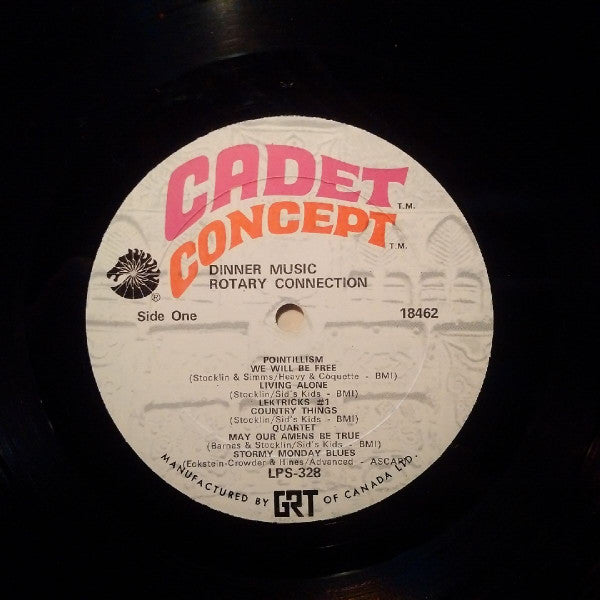 CADET T.M.
CONCEPT T.M.
DINNER MUSIC
ROTARY CONNECTION
®
Side One
18462
POINTILLISM
WE WILL BE FREE
(Stocklin & Simms/Heavy & Coquette - BMI)
LIVING ALONE
(Stocklin/Sid's Kids - BMI)
LEKTRICKS #1
COUNTRY THINGS
(Stocklin/Sid's Kids - BMI)
QUARTET
MAY OUR AMENS BE TRUE
(Barnes & Stocklin/Sid's Kids - BMI)
STORMY MONDAY BLUES
(Eckstein-Crowder & Hines/Advanced - ASCAP)
LPS-328
MANUFACTURED BY GRT OF CANADA LTD.